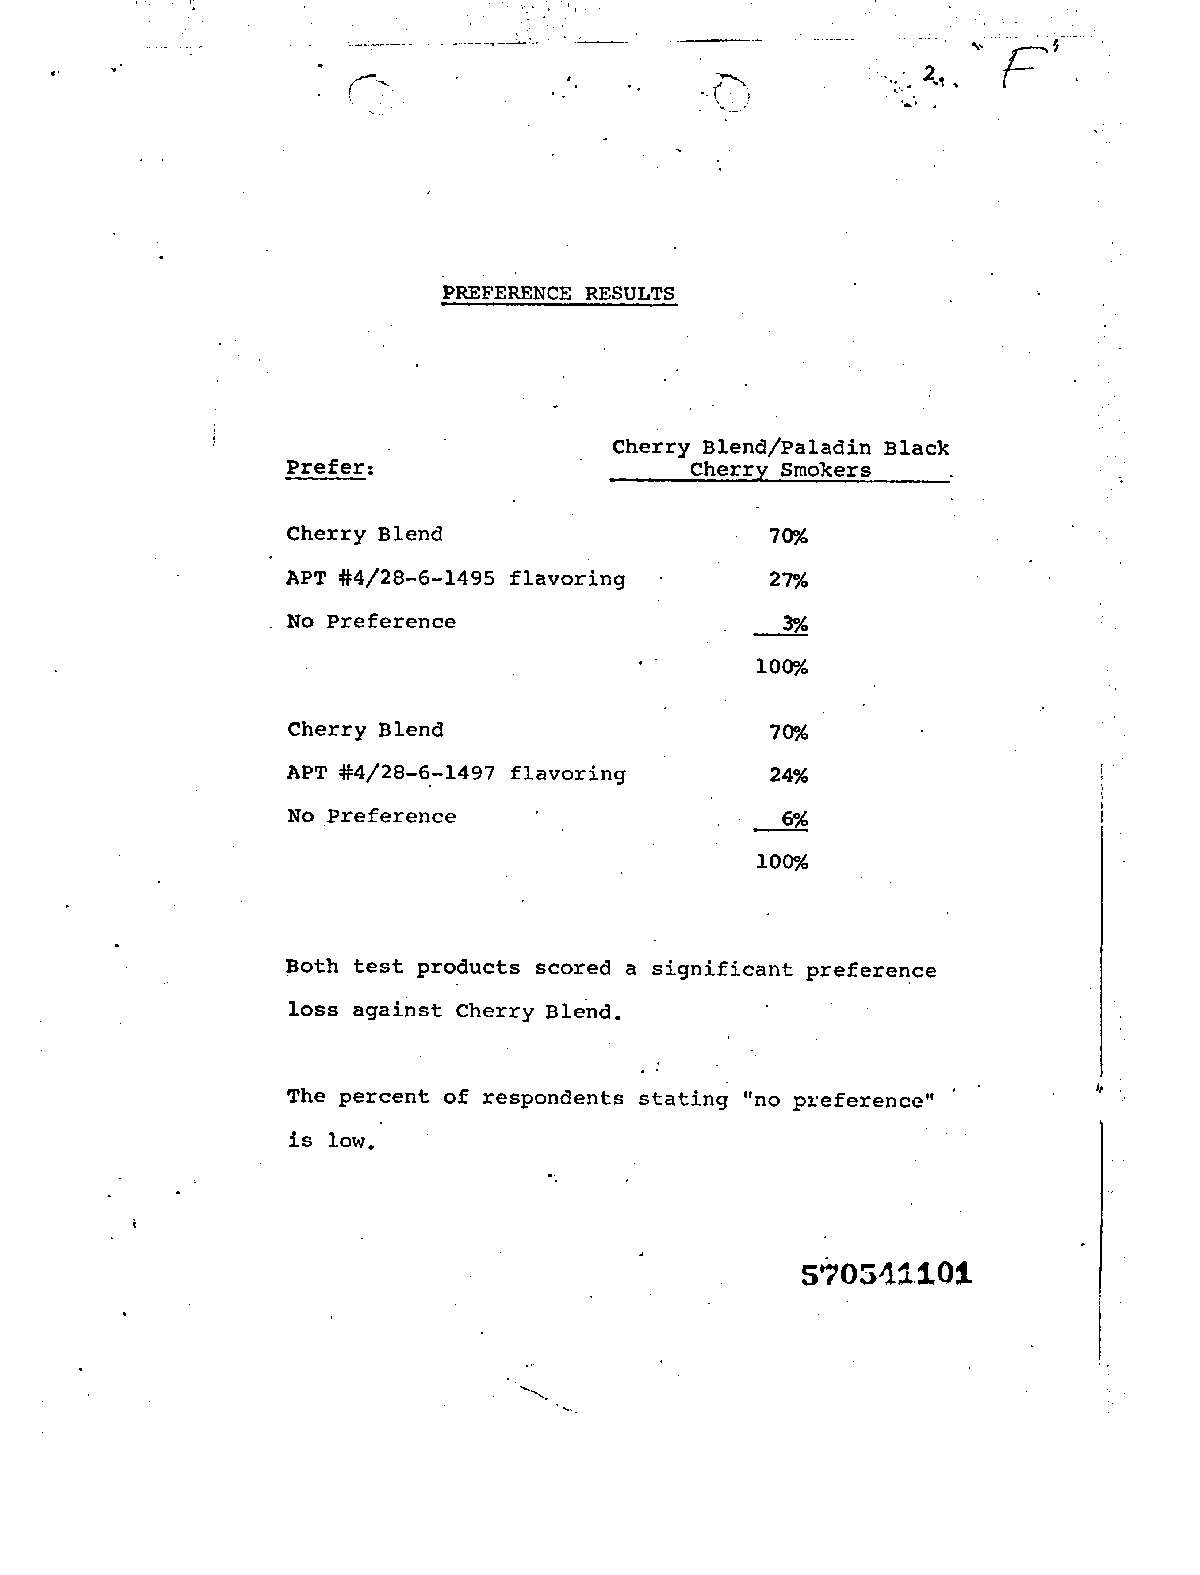 2.
"F"
PREFERENCE RESULTS
Cherry Blend/Paladin Black
Prefer: Cherry Smokers
Cherry Blend 70%
APT #4/28-6-1495 flavoring 27%
No Preference 3%
100%
Cherry Blend 70%
APT #4/28-6-1497 flavoring 24%
No Preference 6%
100%
Both test products scored a significant preference
loss against Cherry Blend.
The percent of respondents stating "no preference"
is low.
570541101